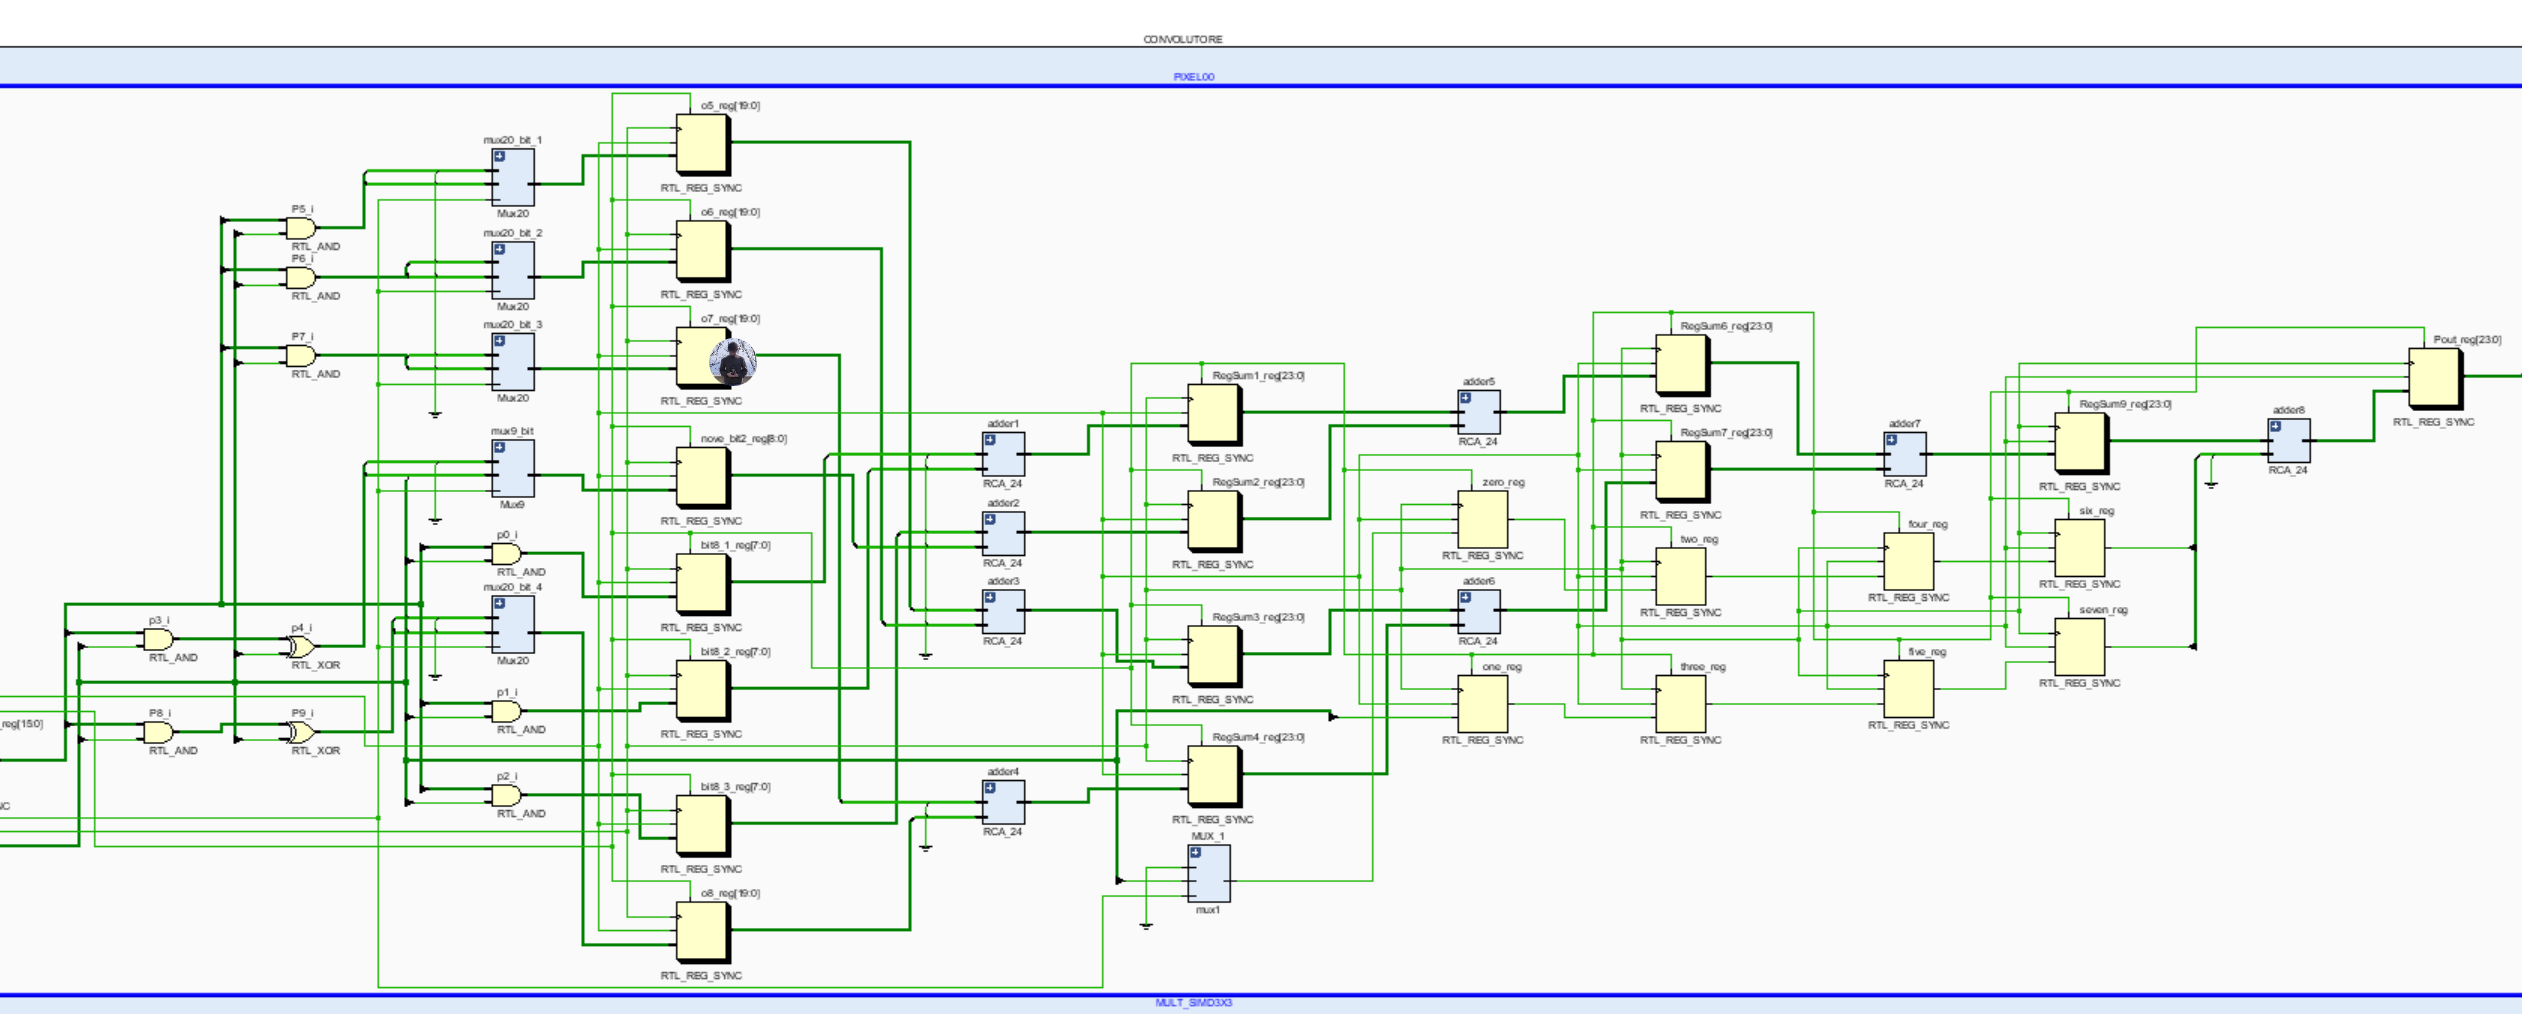 CONVOLUTORE
PIXEL00
o5_reg[19:0]
mux20_bit_1
RTL_REG_SYNC
P5_i
Mux20
o6_reg[19:0]
RTL_AND
mux20_bit_2
P6_i
RTL_AND
RTL_REG_SYNC
Mux20
o7_reg[19:0]
mux20_bit_3
P7_i
RTL_AND
Mux20
RTL_REG_SYNC
mux9_bit
nove_bit2_reg[8:0]
Mux9
RTL_REG_SYNC
p0_i
bit8_1_reg[7:0]
RTL_AND
mux20_bit_4
p3_i
p4_i
RTL_REG_SYNC
RTL_AND
RTL_XOR
Mux20
bit8_2_reg[7:0]
p1_i
_reg[15:0]
P8_i
P9_i
RTL_AND
RTL_REG_SYNC
RTL_AND
RTL_XOR
p2_i
bit8_3_reg[7:0]
RTL_AND
RTL_REG_SYNC
o8_reg[19:0]
RTL_REG_SYNC
adder1
RCA_24
adder2
RCA_24
adder3
RCA_24
adder4
RCA_24
RegSum1_reg[23:0]
RTL_REG_SYNC
RegSum2_reg[23:0]
RTL_REG_SYNC
RegSum3_reg[23:0]
RTL_REG_SYNC
RegSum4_reg[23:0]
RTL_REG_SYNC
MUX_1
mux1
adder5
RCA_24
zero_reg
RTL_REG_SYNC
adder6
RCA_24
one_reg
RTL_REG_SYNC
RegSum6_reg[23:0]
RTL_REG_SYNC
RegSum7_reg[23:0]
RTL_REG_SYNC
two_reg
RTL_REG_SYNC
three_reg
RTL_REG_SYNC
adder7
RCA_24
four_reg
RTL_REG_SYNC
five_reg
RTL_REG_SYNC
RegSum9_reg[23:0]
RTL_REG_SYNC
six_reg
RTL_REG_SYNC
seven_reg
RTL_REG_SYNC
adder8
RCA_24
Pout_reg[23:0]
RTL_REG_SYNC
MULT_SIMD3X3